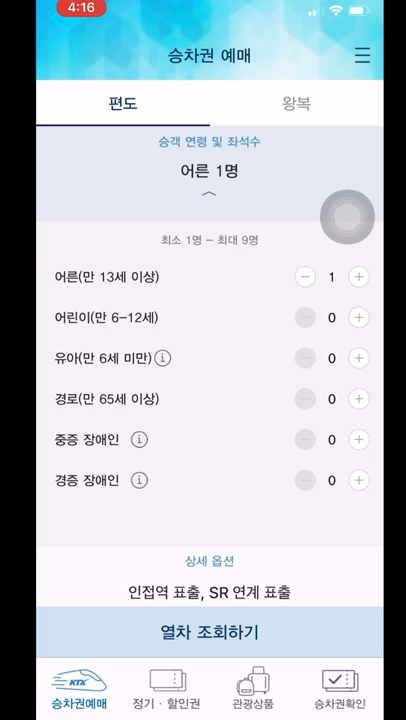 4:16
승차권 예매
편도
왕복
승객 연령 및 좌석수
어른 1명
최소 1명 - 최대 9명
어른(만 13세 이상) 1
어린이(만 6-12세) 0
유아(만 6세 미만) i 0
경로(만 65세 이상) 0
중증 장애인 i 0
경증 장애인 i 0
상세 옵션
인접역 표출, SR 연계 표출
열차 조회하기
KTX
승차권예매
정기 · 할인권
관광상품
승차권확인